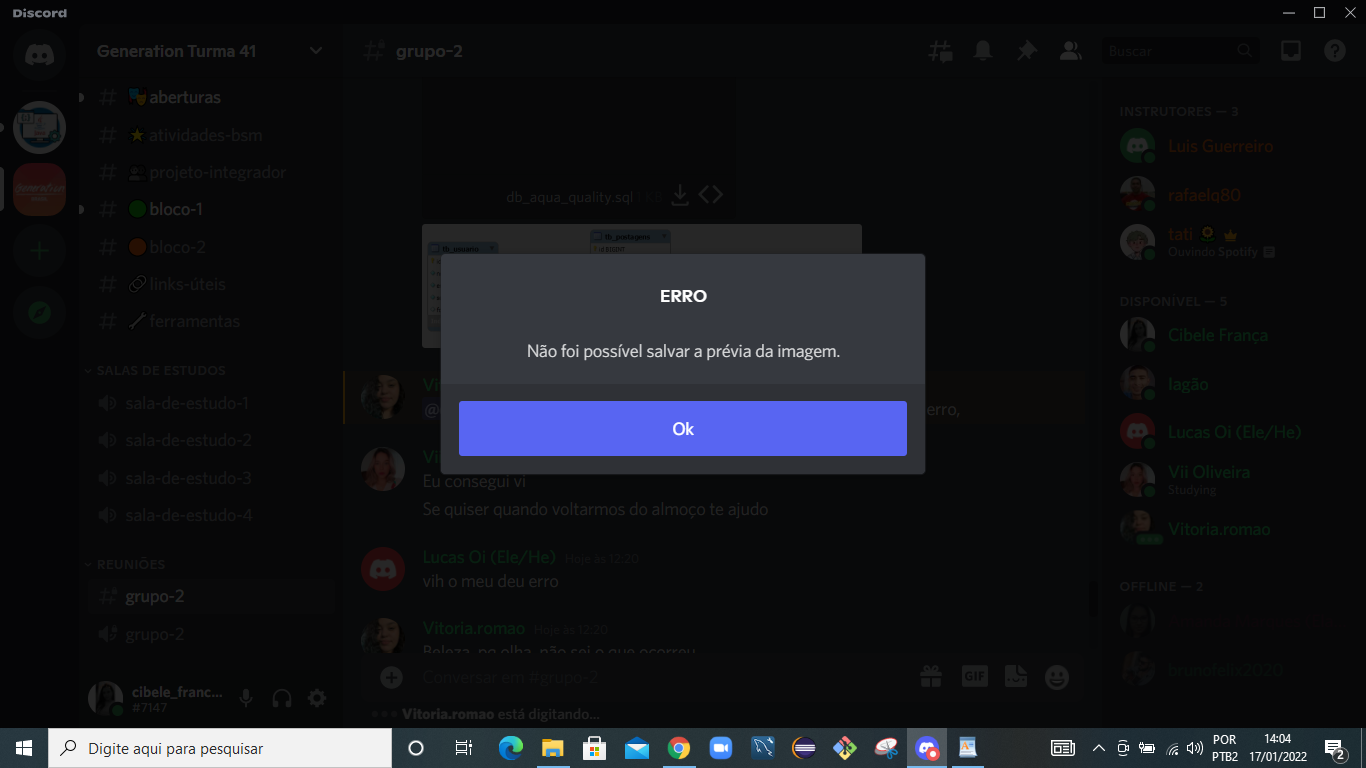 Discord
Generation Turma 41
aberturas
atividades-bsm
projeto-integrador
bloco-1
bloco-2
links-úteis
ferramentas
SALAS DE ESTUDOS
sala-de-estudo-1
sala-de-estudo-2
sala-de-estudo-3
sala-de-estudo-4
REUNIÕES
grupo-2
grupo-2
cibele_franc...
#7147
grupo-2
Buscar
db_aqua_quality.sql
tb_usuario
tb_postagens
ERRO
Não foi possível salvar a prévia da imagem.
Ok
erro,
Eu consegui vi
Se quiser quando voltarmos do almoço te ajudo
Lucas Oi (Ele/He) Hoje às 12:20
vih o meu deu erro
Vitoria.romao Hoje às 12:20
Beleza, po olha, não sei o que ocorreu
Conversar em #grupo-2
GIF
Vitoria.romao está digitando...
INSTRUTORES — 3
Luis Guerreiro
rafaelq80
tati
Ouvindo Spotify
DISPONÍVEL — 5
Cibele França
Iagão
Lucas Oi (Ele/He)
Vii Oliveira
Studying
Vitoria.romao
OFFLINE — 2
brunofelix2020
Digite aqui para pesquisar
POR
PTB2
14:04
17/01/2022
2